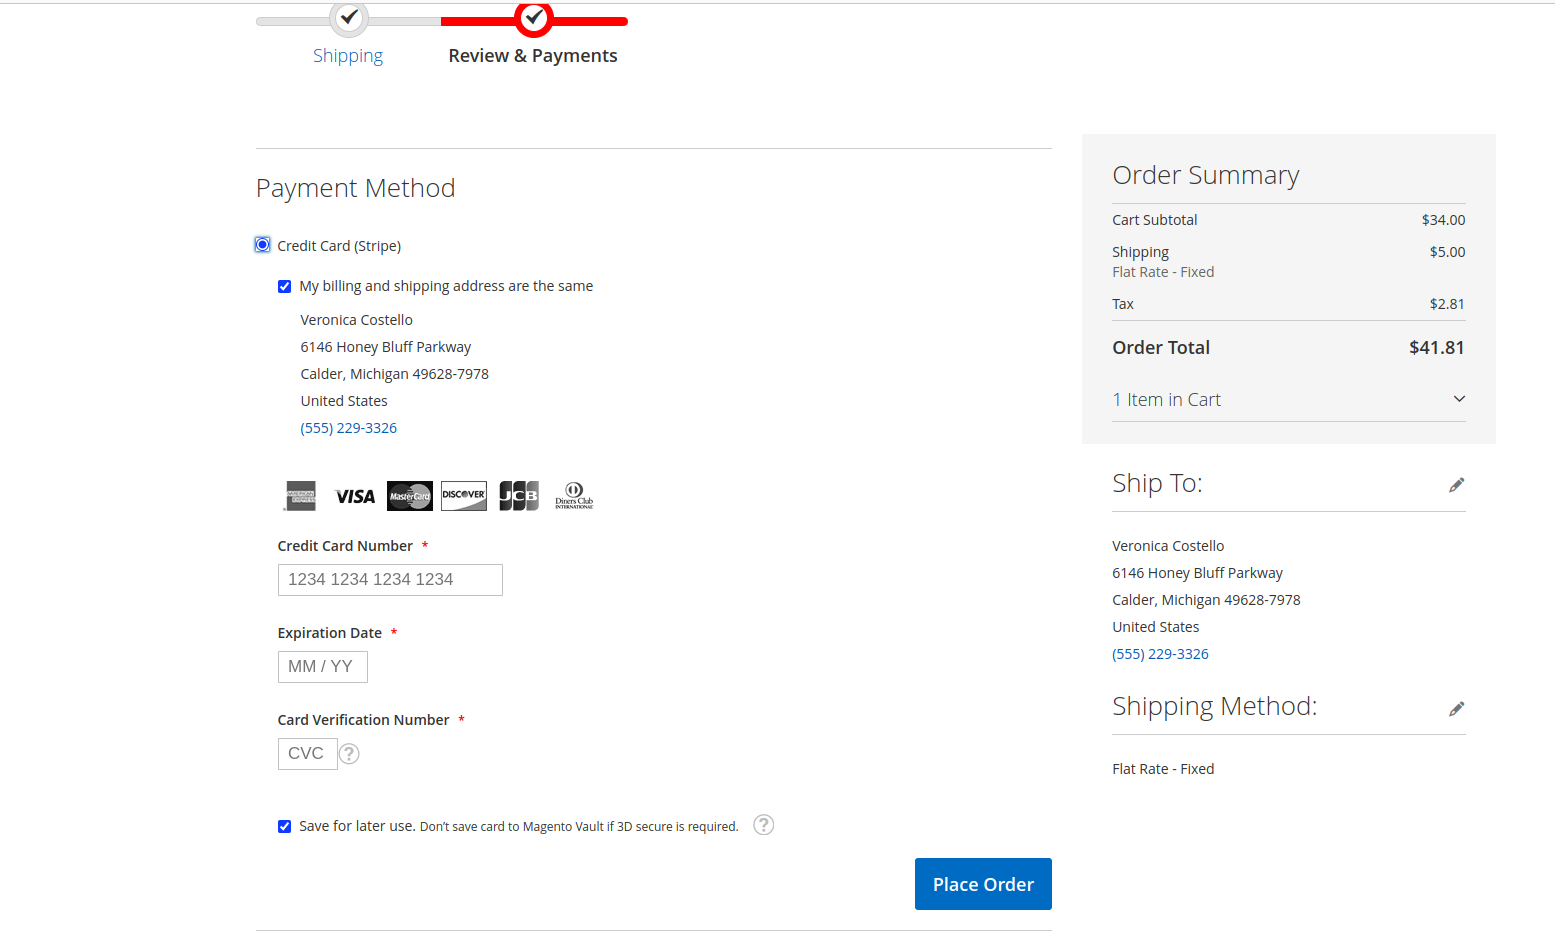 Shipping
Review & Payments
Payment Method
Credit Card (Stripe)
My billing and shipping address are the same
Veronica Costello
6146 Honey Bluff Parkway
Calder, Michigan 49628-7978
United States
(555) 229-3326
AMERICAN EXPRESS
VISA
MasterCard
DISCOVER
JCB
Diners Club
INTERNATIONAL
Credit Card Number *
1234 1234 1234 1234
Expiration Date *
MM / YY
Card Verification Number *
CVC ?
Save for later use. Don't save card to Magento Vault if 3D secure is required. ?
Place Order
Order Summary
Cart Subtotal $34.00
Shipping $5.00
Flat Rate - Fixed
Tax $2.81
Order Total $41.81
1 Item in Cart
Ship To:
Veronica Costello
6146 Honey Bluff Parkway
Calder, Michigan 49628-7978
United States
(555) 229-3326
Shipping Method:
Flat Rate - Fixed